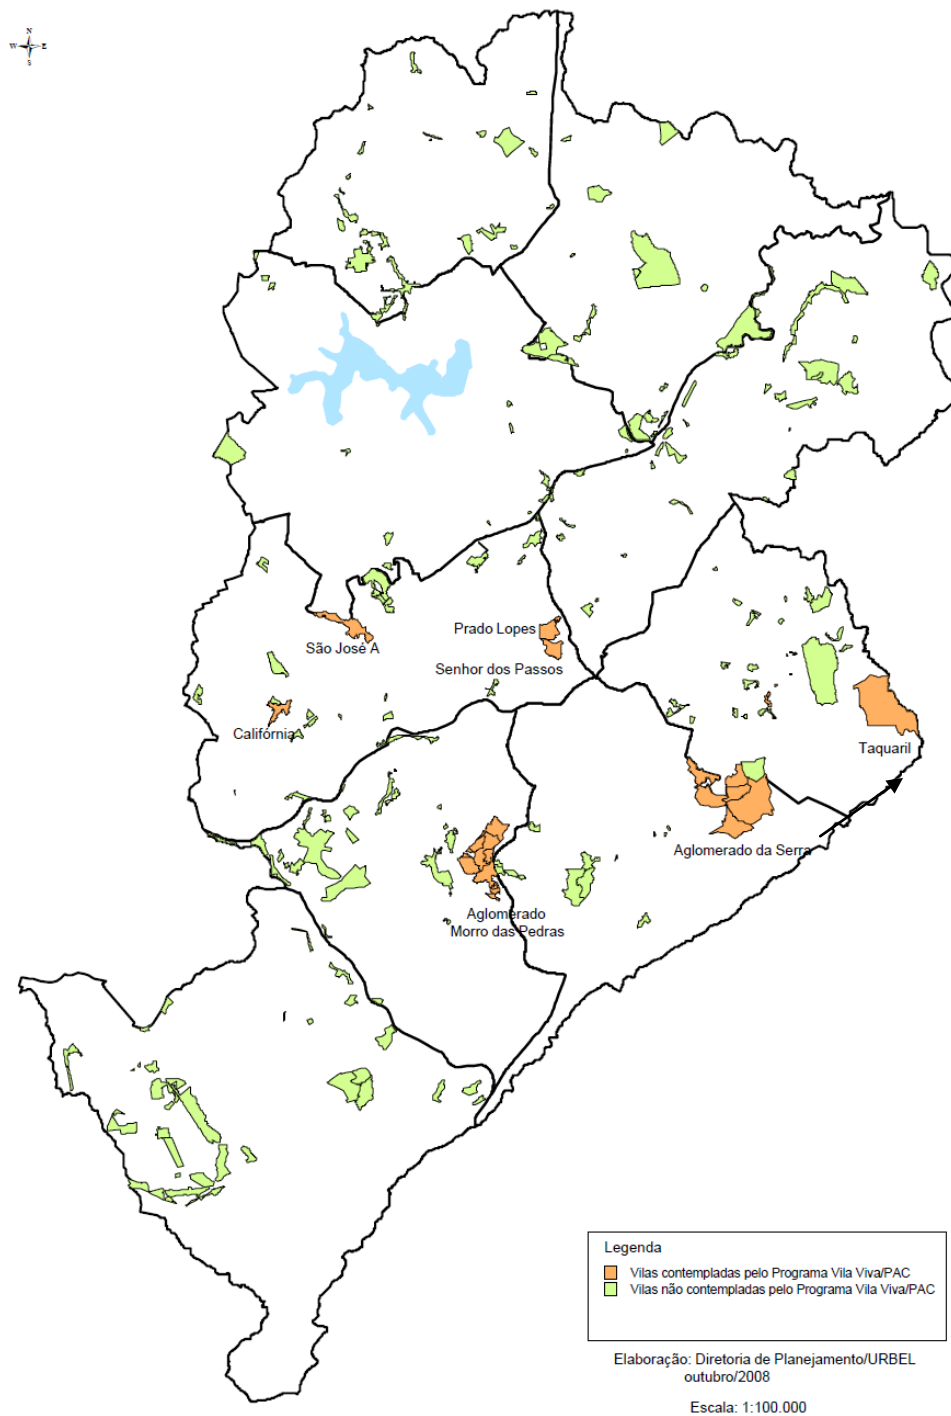 N
W E
S
São José A
Prado Lopes
Senhor dos Passos
Califórnia
Taquaril
Aglomerado da Serra
Aglomerado
Morro das Pedras
Legenda
Vilas contempladas pelo Programa Vila Viva/PAC
Vilas não contempladas pelo Programa Vila Viva/PAC
Elaboração: Diretoria de Planejamento/URBEL
outubro/2008
Escala: 1:100.000